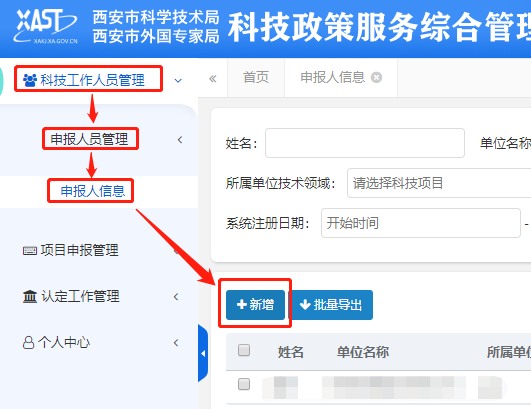 XAST
XAKJ.XA.GOV.CN
西安市科学技术局
西安市外国专家局
科技政策服务综合管理
科技工作人员管理
申报人员管理
申报人信息
项目申报管理
认定工作管理
个人中心
首页
申报人信息
姓名:
单位名称
所属单位技术领域:
请选择科技项目
系统注册日期:
开始时间
-
新增
批量导出
姓名
单位名称
所属单位